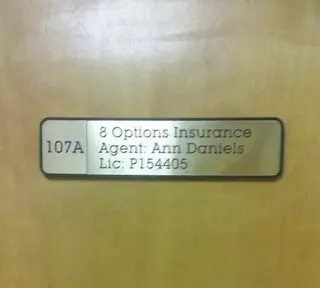 107A
8 Options Insurance
Agent: Ann Daniels
Lic: P154405